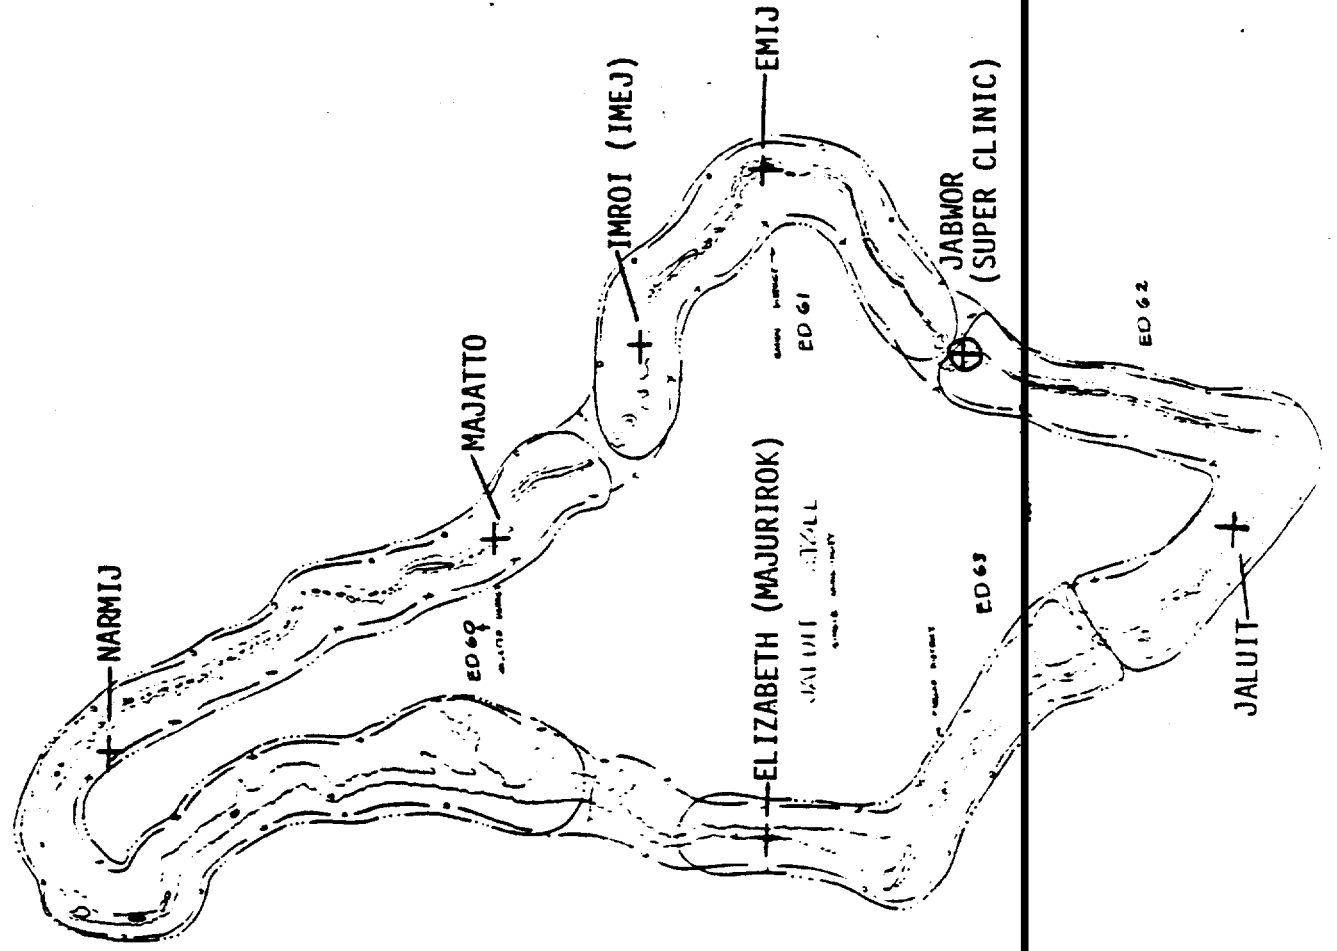 NARMIJ
MAJATTO
IMROI (IMEJ)
EMIJ
JABWOR
(SUPER CLINIC)
ED 60
ED 61
ED 62
ELIZABETH (MAJURIROK)
JALUIT
ED 63
JALUIT